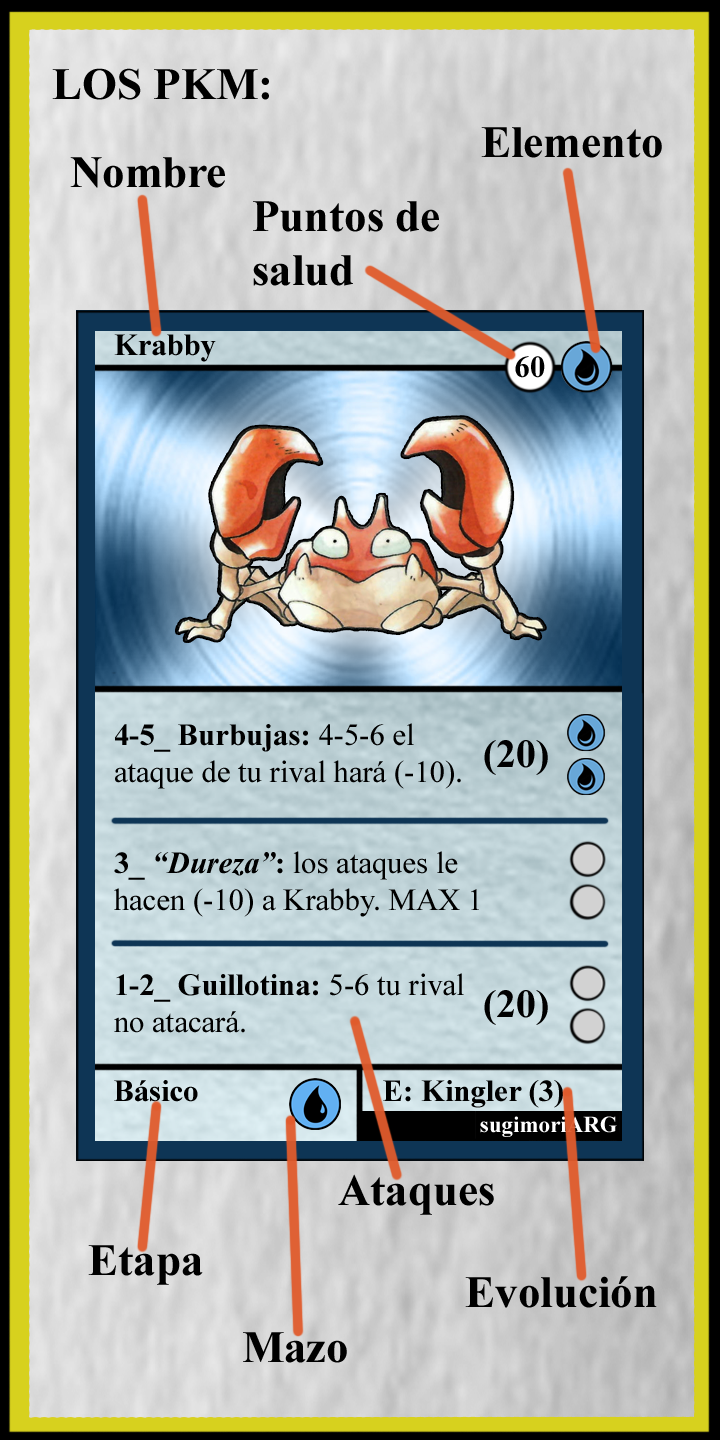 LOS PKM:
Elemento
Nombre
Puntos de
salud
Krabby
60
4-5_ Burbujas: 4-5-6 el
ataque de tu rival hará (-10).
(20)
3_ “Dureza”: los ataques le
hacen (-10) a Krabby. MAX 1
1-2_ Guillotina: 5-6 tu rival
no atacará.
(20)
Básico
E: Kingler (3)
sugimoriARG
Ataques
Etapa
Evolución
Mazo